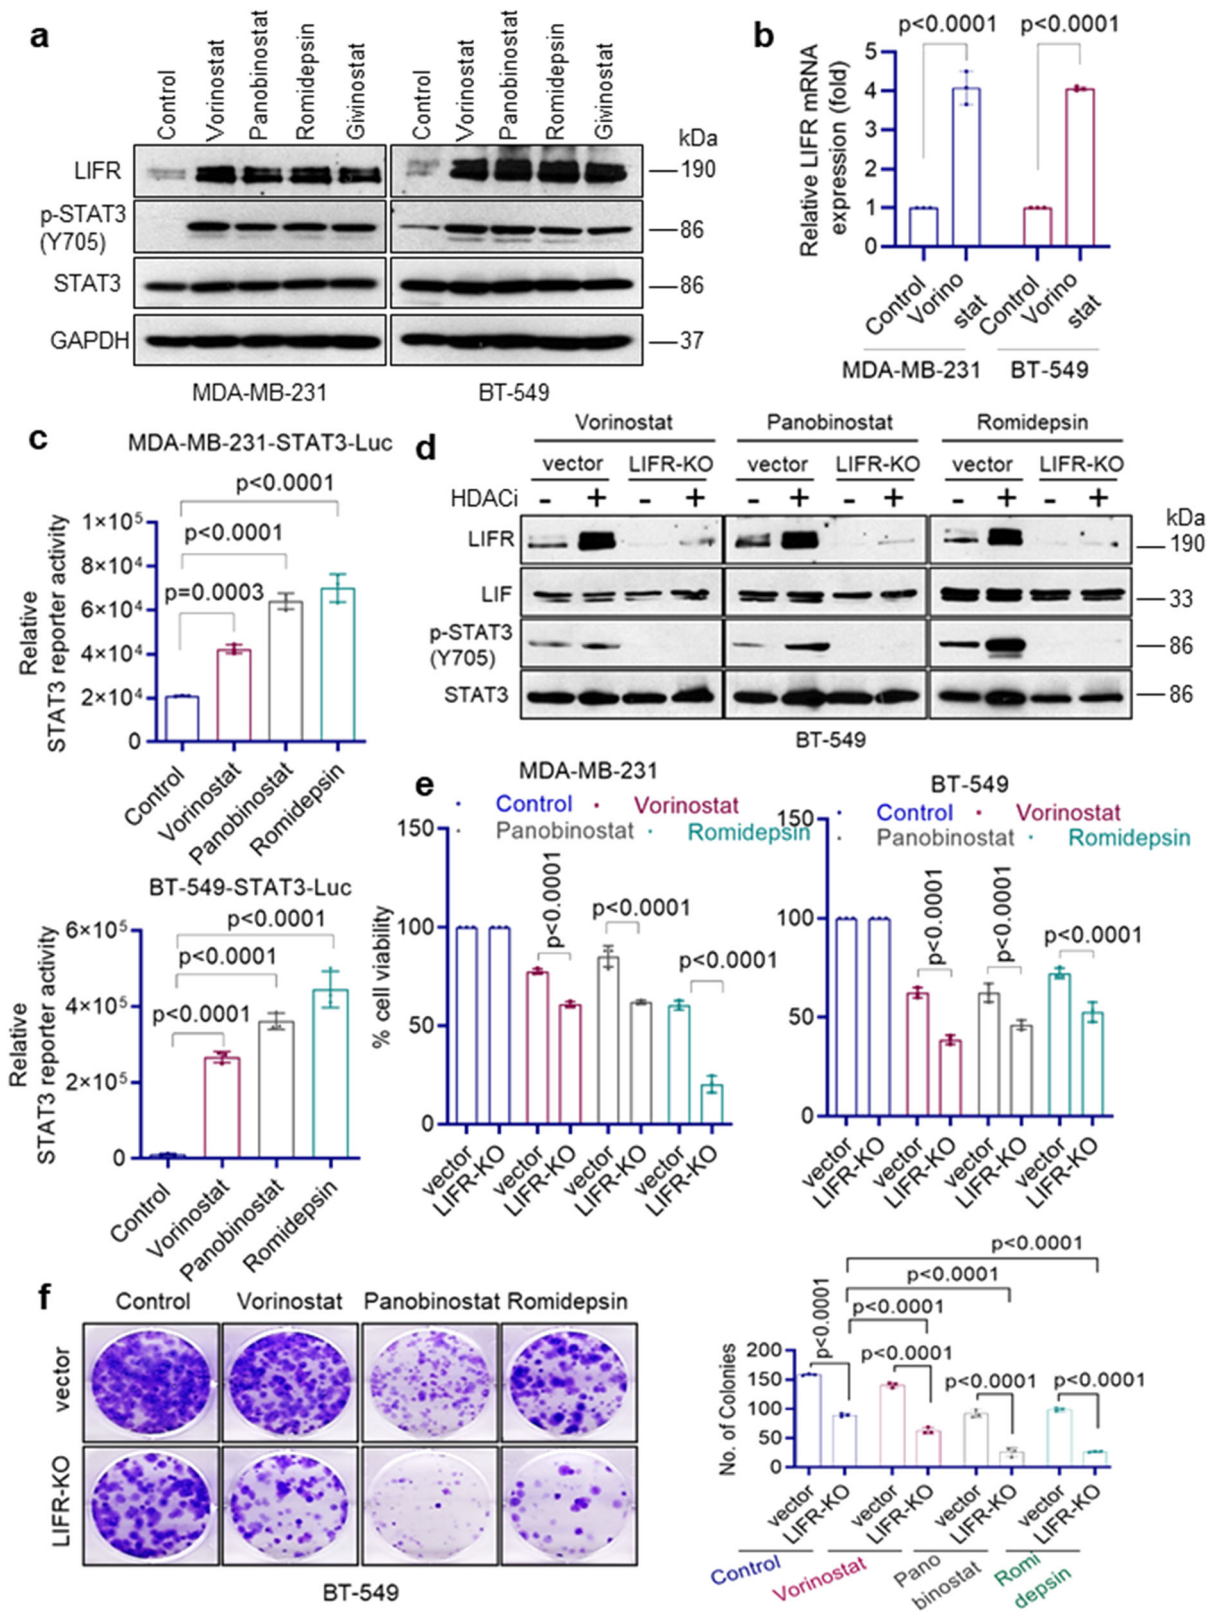 a
Control
Vorinostat
Panobinostat
Romidepsin
Givinostat
Control
Vorinostat
Panobinostat
Romidepsin
Givinostat
kDa
LIFR
190
p-STAT3
(Y705)
86
STAT3
86
GAPDH
37
MDA-MB-231
BT-549
b
p<0.0001
p<0.0001
Relative LIFR mRNA
expression (fold)
5
4
3
2
1
0
Control
Vorino
stat
Control
Vorino
stat
MDA-MB-231
BT-549
c
MDA-MB-231-STAT3-Luc
p<0.0001
p<0.0001
p=0.0003
Relative
STAT3 reporter activity
1×10⁵
8×10⁴
6×10⁴
4×10⁴
2×10⁴
0
Control
Vorinostat
Panobinostat
Romidepsin
BT-549-STAT3-Luc
p<0.0001
p<0.0001
p<0.0001
Relative
STAT3 reporter activity
6×10⁵
4×10⁵
2×10⁵
0
Control
Vorinostat
Panobinostat
Romidepsin
d
Vorinostat
Panobinostat
Romidepsin
vector
LIFR-KO
vector
LIFR-KO
vector
LIFR-KO
HDACi - + - + - + - + - + - +
kDa
LIFR
190
LIF
33
p-STAT3
(Y705)
86
STAT3
86
BT-549
e
MDA-MB-231
Control
Vorinostat
Panobinostat
Romidepsin
% cell viability
150
100
50
0
p<0.0001
p<0.0001
p<0.0001
vector
LIFR-KO
vector
LIFR-KO
vector
LIFR-KO
vector
LIFR-KO
BT-549
Control
Vorinostat
Panobinostat
Romidepsin
150
100
50
0
p<0.0001
p<0.0001
p<0.0001
vector
LIFR-KO
vector
LIFR-KO
vector
LIFR-KO
vector
LIFR-KO
f
Control
Vorinostat
Panobinostat
Romidepsin
vector
LIFR-KO
BT-549
p<0.0001
p<0.0001
p<0.0001
p<0.0001
p<0.0001
p<0.0001
p<0.0001
No. of Colonies
200
150
100
50
0
vector
LIFR-KO
vector
LIFR-KO
vector
LIFR-KO
vector
LIFR-KO
Control
Vorinostat
Pano
binostat
Romi
depsin